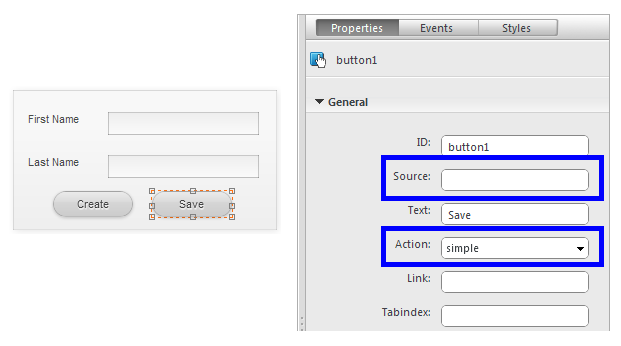 First Name
Last Name
Create
Save
Properties
Events
Styles
button1
General
ID:
button1
Source:
Text:
Save
Action:
simple
Link:
Tabindex: